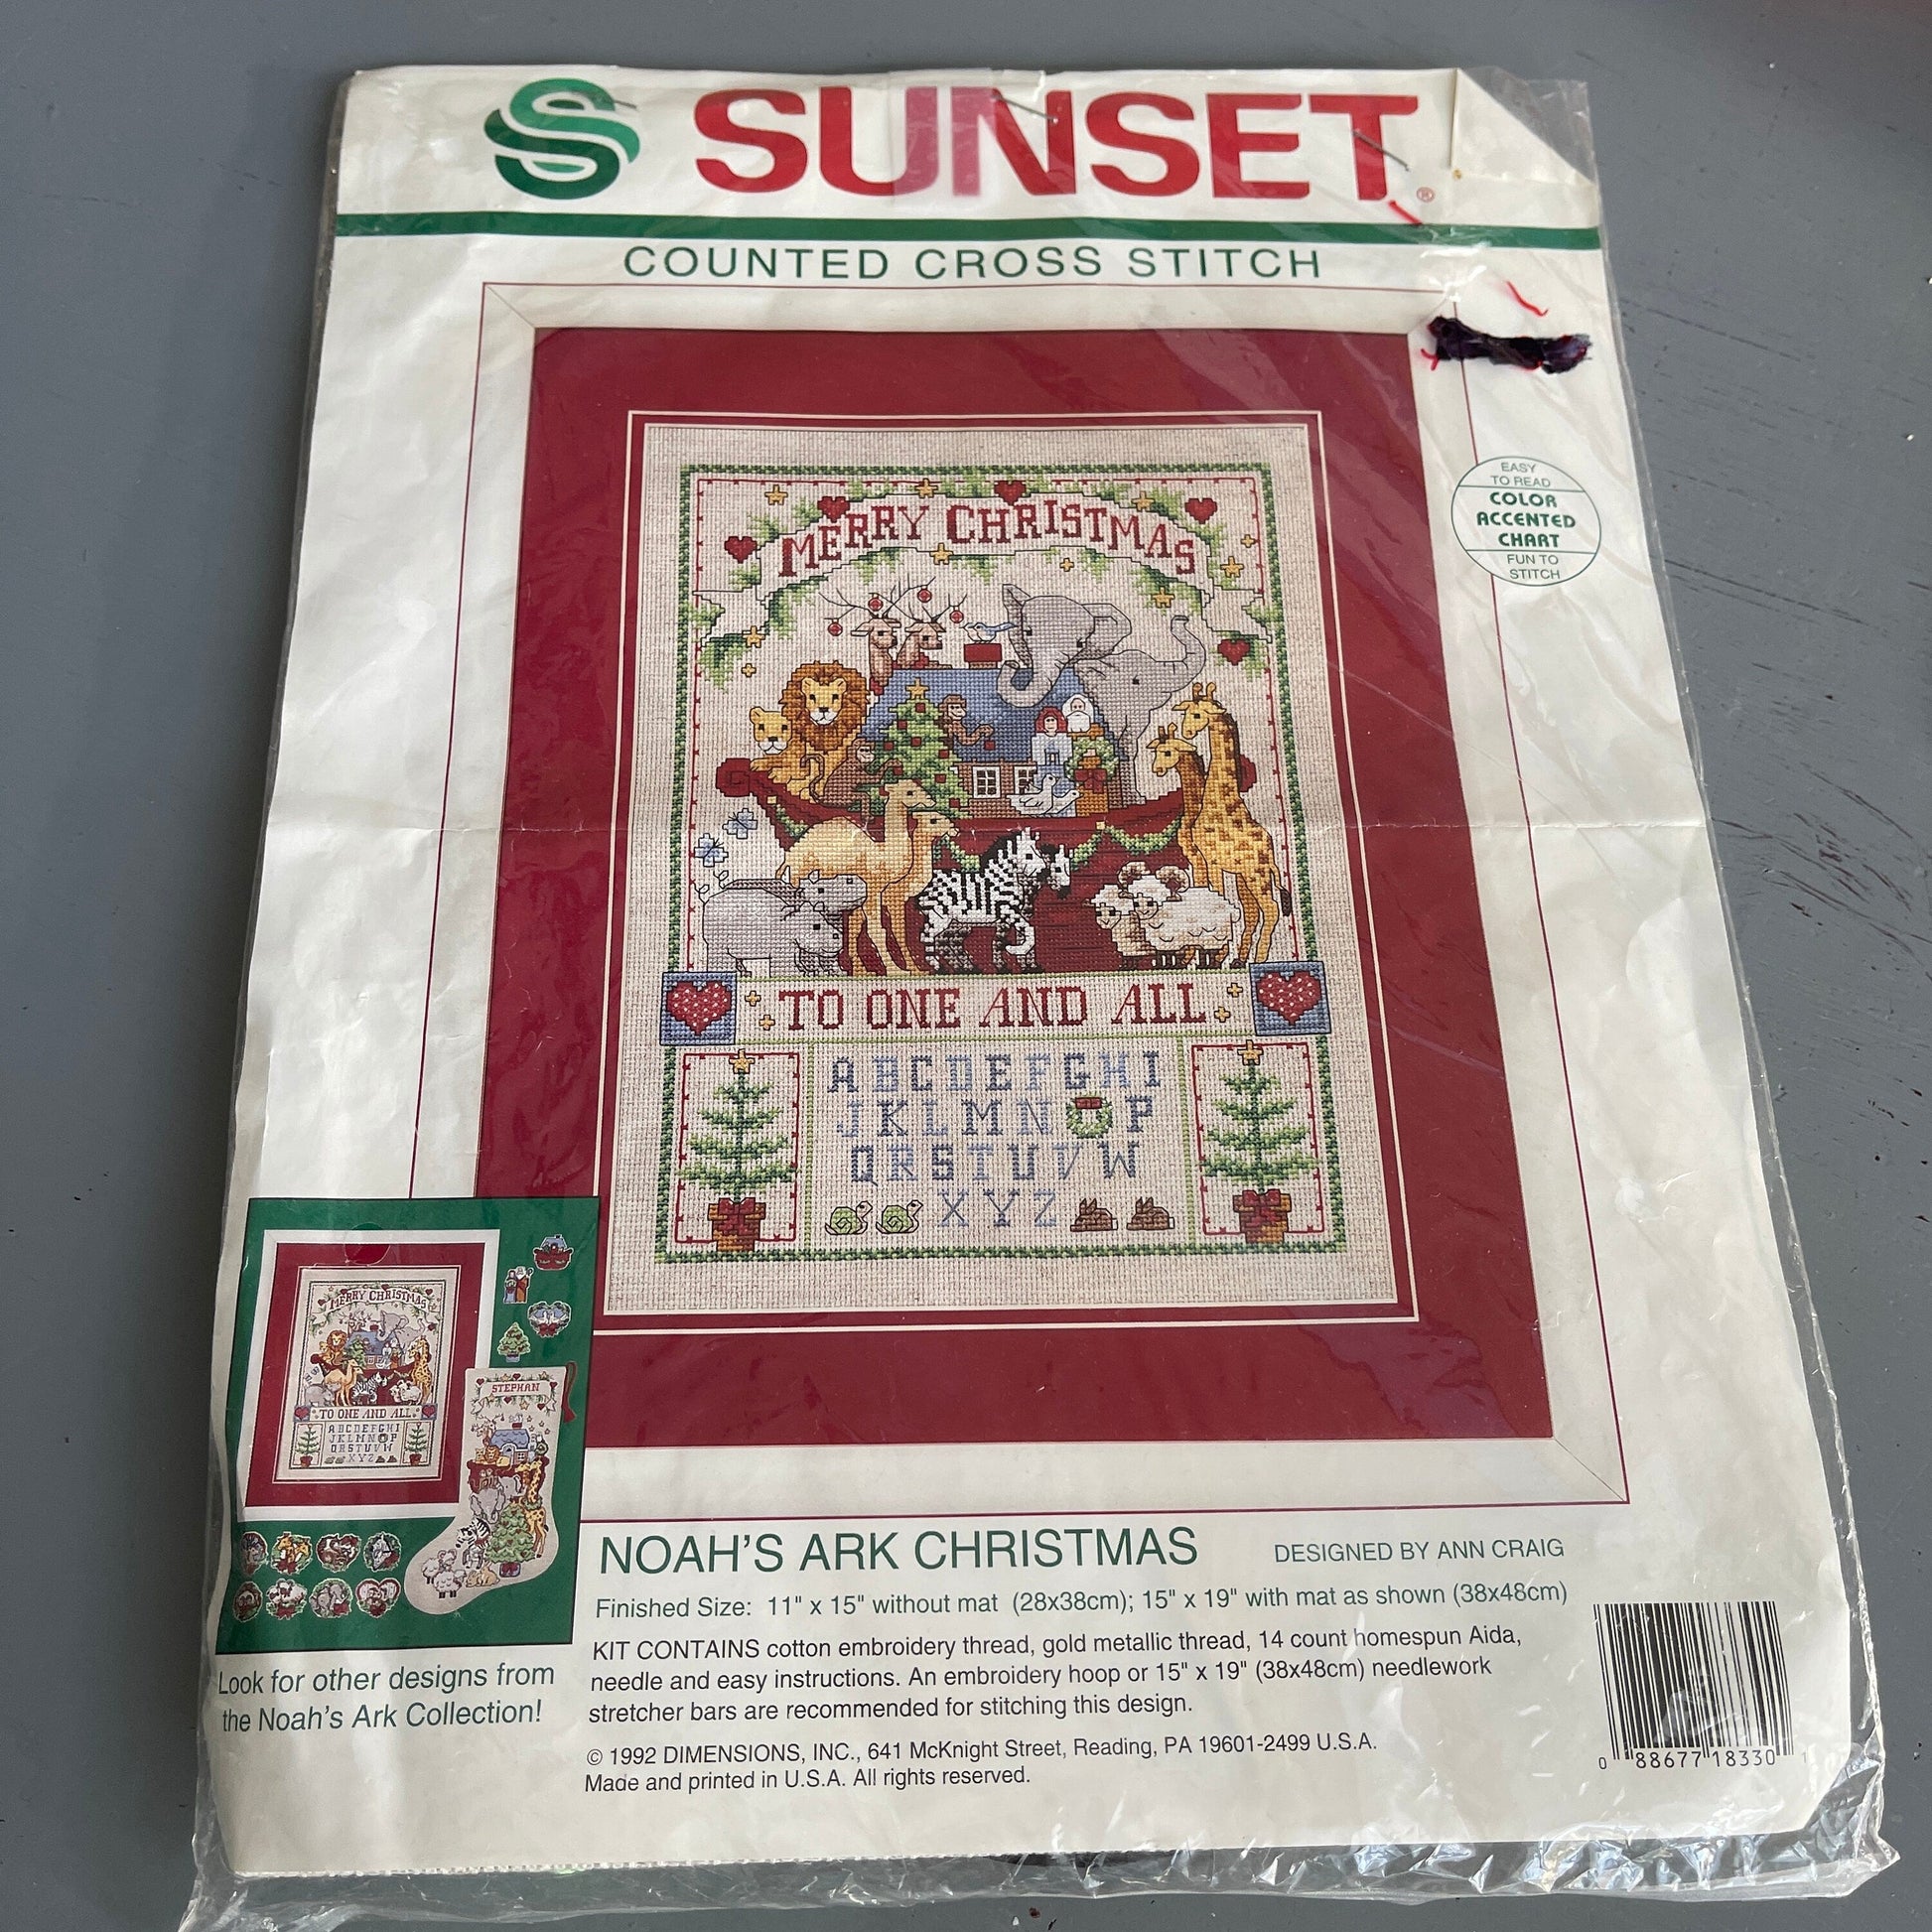 SUNSET®
COUNTED CROSS STITCH
EASY
TO READ
COLOR
ACCENTED
CHART
FUN TO
STITCH
MERRY CHRISTMAS
TO ONE AND ALL
ABCDEFGHI
JKLMN P
QRSTUVW
XYZ
MERRY CHRISTMAS
TO ONE AND ALL
ABCDEFGHI
JKLMN P
QRSTUVW
XYZ
STEPHAN
Look for other designs from
the Noah's Ark Collection!
NOAH'S ARK CHRISTMAS
DESIGNED BY ANN CRAIG
Finished Size: 11" x 15" without mat (28x38cm); 15" x 19" with mat as shown (38x48cm)
KIT CONTAINS cotton embroidery thread, gold metallic thread, 14 count homespun Aida,
needle and easy instructions. An embroidery hoop or 15" x 19" (38x48cm) needlework
stretcher bars are recommended for stitching this design.
© 1992 DIMENSIONS, INC., 641 McKnight Street, Reading, PA 19601-2499 U.S.A.
Made and printed in U.S.A. All rights reserved.
0 88677 18330 1